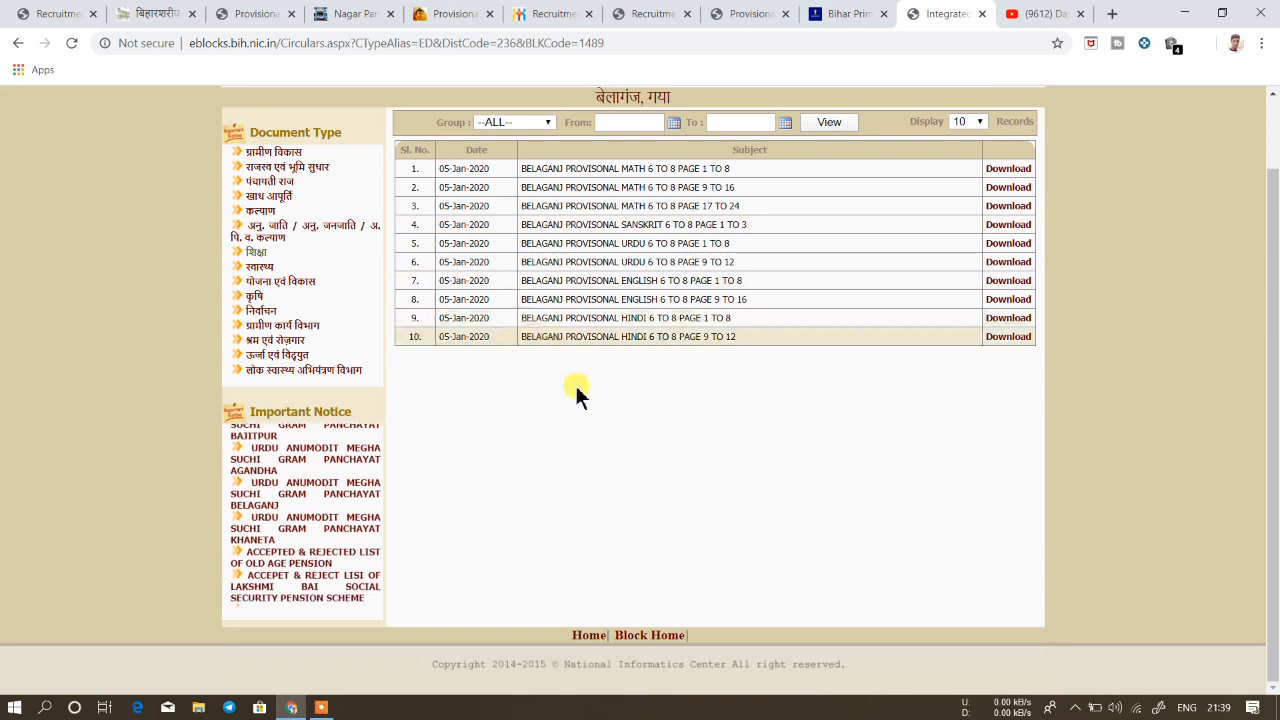 Recruitme
बिहारशरीफ
Provisiona
Nagar Pan
Provisiona
Recruitme
Recruitme
Provisiona
Bihar Prim
Integrated
(9612) Da
Not secure
eblocks.bih.nic.in/Circulars.aspx?CTypeAlias=ED&DistCode=236&BLKCode=1489
Apps
बेलागंज, गया
Document Type
ग्रामीण विकास
राजस्व एवं भूमि सुधार
पंचायती राज
खाध आपूर्ति
कल्याण
अनु. जाति / अनु. जनजाति / अ.
पि. व. कल्याण
शिक्षा
स्वास्थ्य
योजना एवं विकास
कृषि
निर्वाचन
ग्रामीण कार्य विभाग
श्रम एवं रोज़गार
ऊर्जा एवं विद्युत
लोक स्वास्थ्य अभियंत्रण विभाग
Important Notice
SUCHI GRAM PANCHAYAT
BAJITPUR
URDU ANUMODIT MEGHA
SUCHI GRAM PANCHAYAT
AGANDHA
URDU ANUMODIT MEGHA
SUCHI GRAM PANCHAYAT
BELAGANJ
URDU ANUMODIT MEGHA
SUCHI GRAM PANCHAYAT
KHANETA
ACCEPTED & REJECTED LIST
OF OLD AGE PENSION
ACCEPET & REJECT LISI OF
LAKSHMI BAI SOCIAL
SECURITY PENSION SCHEME
Group : --ALL-- From: To : View Display 10 Records
Sl. No. Date Subject
1. 05-Jan-2020 BELAGANJ PROVISONAL MATH 6 TO 8 PAGE 1 TO 8 Download
2. 05-Jan-2020 BELAGANJ PROVISONAL MATH 6 TO 8 PAGE 9 TO 16 Download
3. 05-Jan-2020 BELAGANJ PROVISONAL MATH 6 TO 8 PAGE 17 TO 24 Download
4. 05-Jan-2020 BELAGANJ PROVISONAL SANSKRIT 6 TO 8 PAGE 1 TO 3 Download
5. 05-Jan-2020 BELAGANJ PROVISONAL URDU 6 TO 8 PAGE 1 TO 8 Download
6. 05-Jan-2020 BELAGANJ PROVISONAL URDU 6 TO 8 PAGE 9 TO 12 Download
7. 05-Jan-2020 BELAGANJ PROVISONAL ENGLISH 6 TO 8 PAGE 1 TO 8 Download
8. 05-Jan-2020 BELAGANJ PROVISONAL ENGLISH 6 TO 8 PAGE 9 TO 16 Download
9. 05-Jan-2020 BELAGANJ PROVISONAL HINDI 6 TO 8 PAGE 1 TO 8 Download
10. 05-Jan-2020 BELAGANJ PROVISONAL HINDI 6 TO 8 PAGE 9 TO 12 Download
Home| Block Home|
Copyright 2014-2015 © National Informatics Center All right reserved.
U: 0.00 kB/s
D: 0.00 kB/s
ENG 21:39